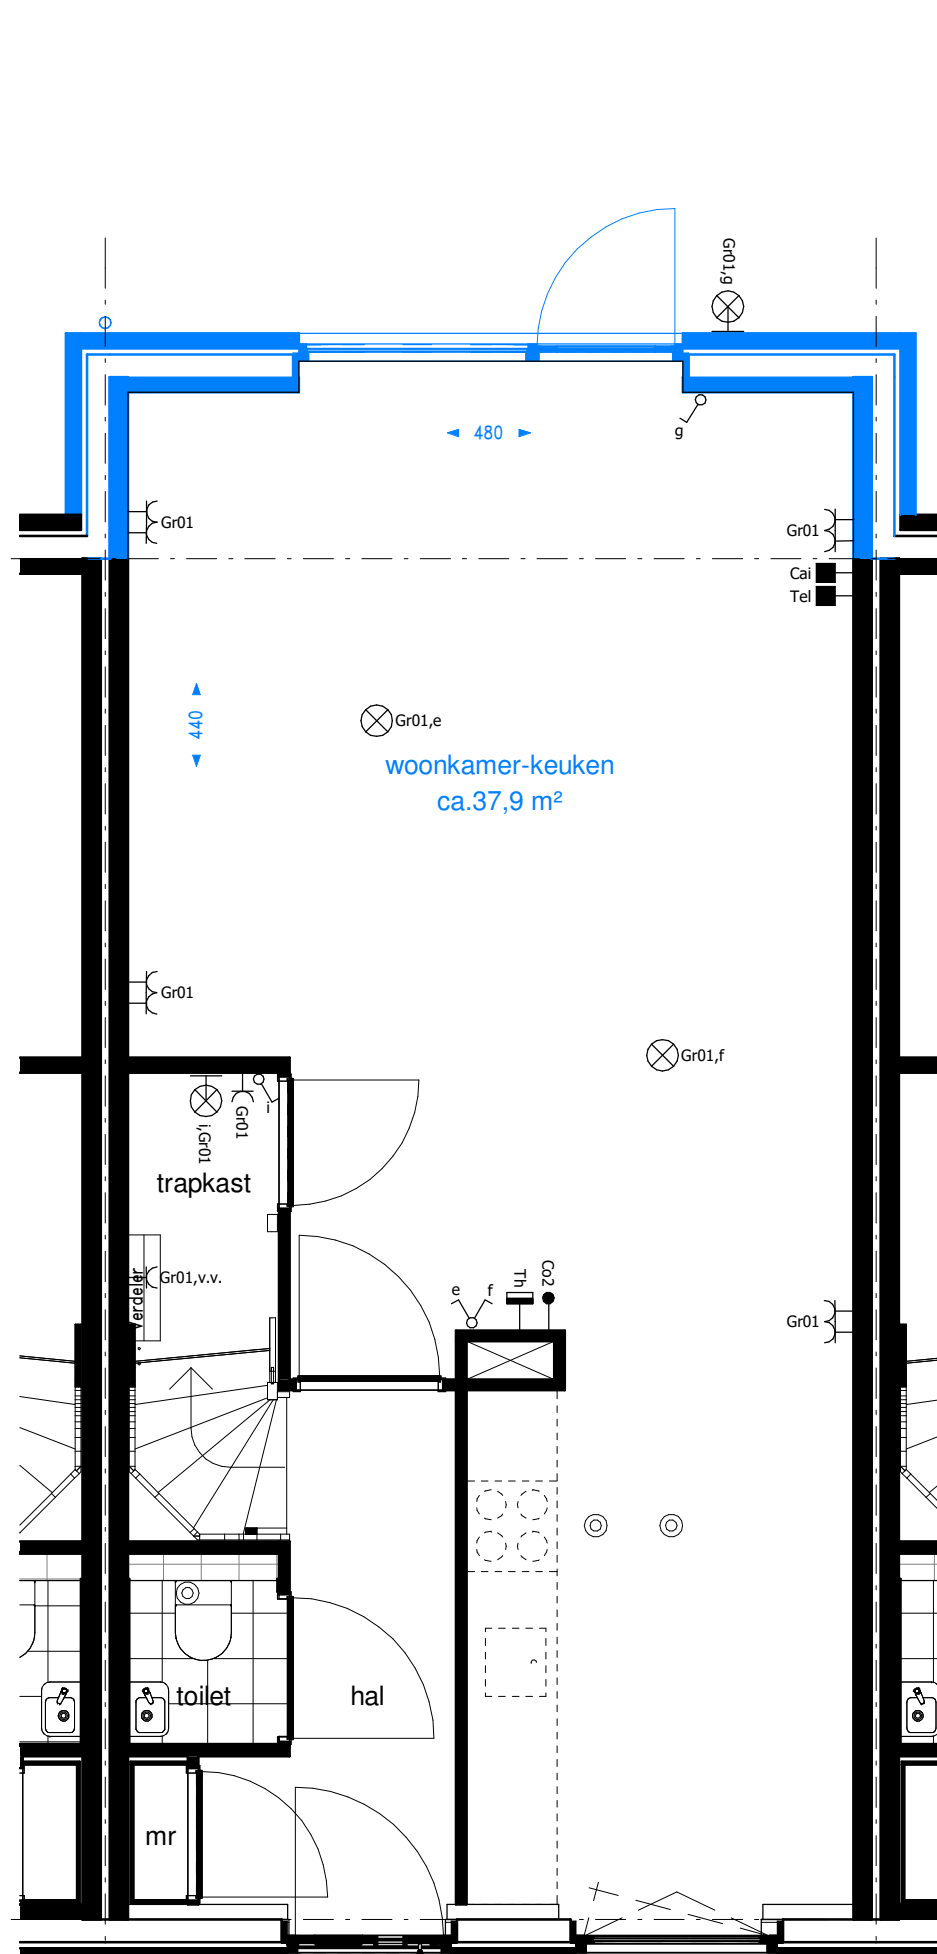 Gr01,g
480
g
Gr01
Gr01
Cai
Tel
440
Gr01,e
woonkamer-keuken
ca.37,9 m²
Gr01
Gr01,f
i
Gr01
i,Gr01
trapkast
verdeler
Gr01,v.v.
e
f
Th
Co2
Gr01
toilet
hal
mr